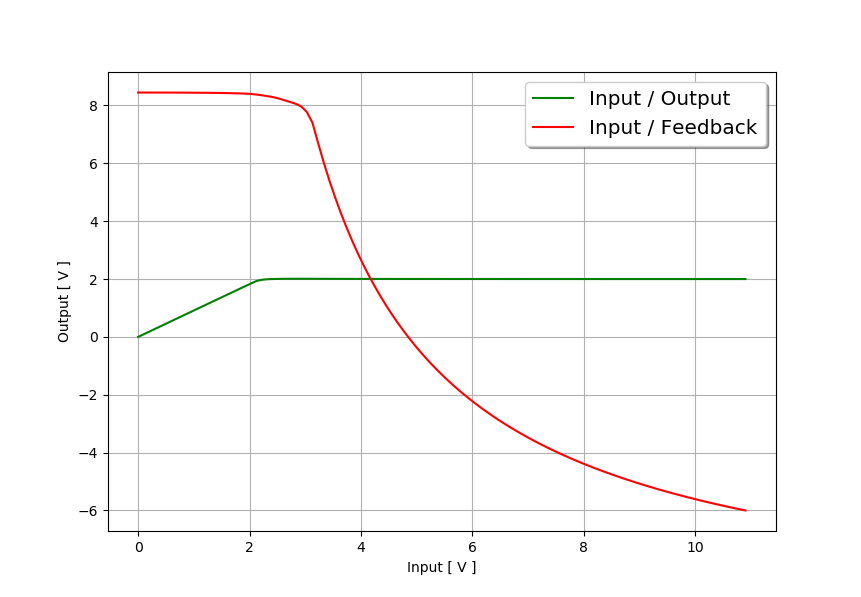 Input / Output
Input / Feedback
8
6
4
2
0
−2
−4
−6
Output [ V ]
0 2 4 6 8 10
Input [ V ]